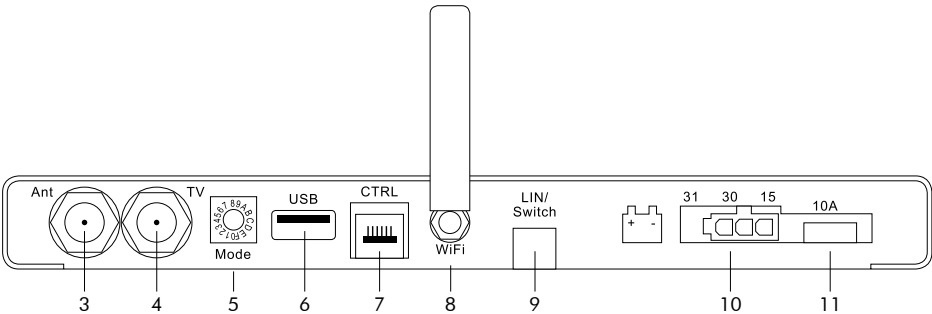 Ant
TV
0123456789ABCDEF
Mode
USB
CTRL
WiFi
LIN/
Switch
+ -
31 30 15
10A
3 4 5 6 7 8 9 10 11